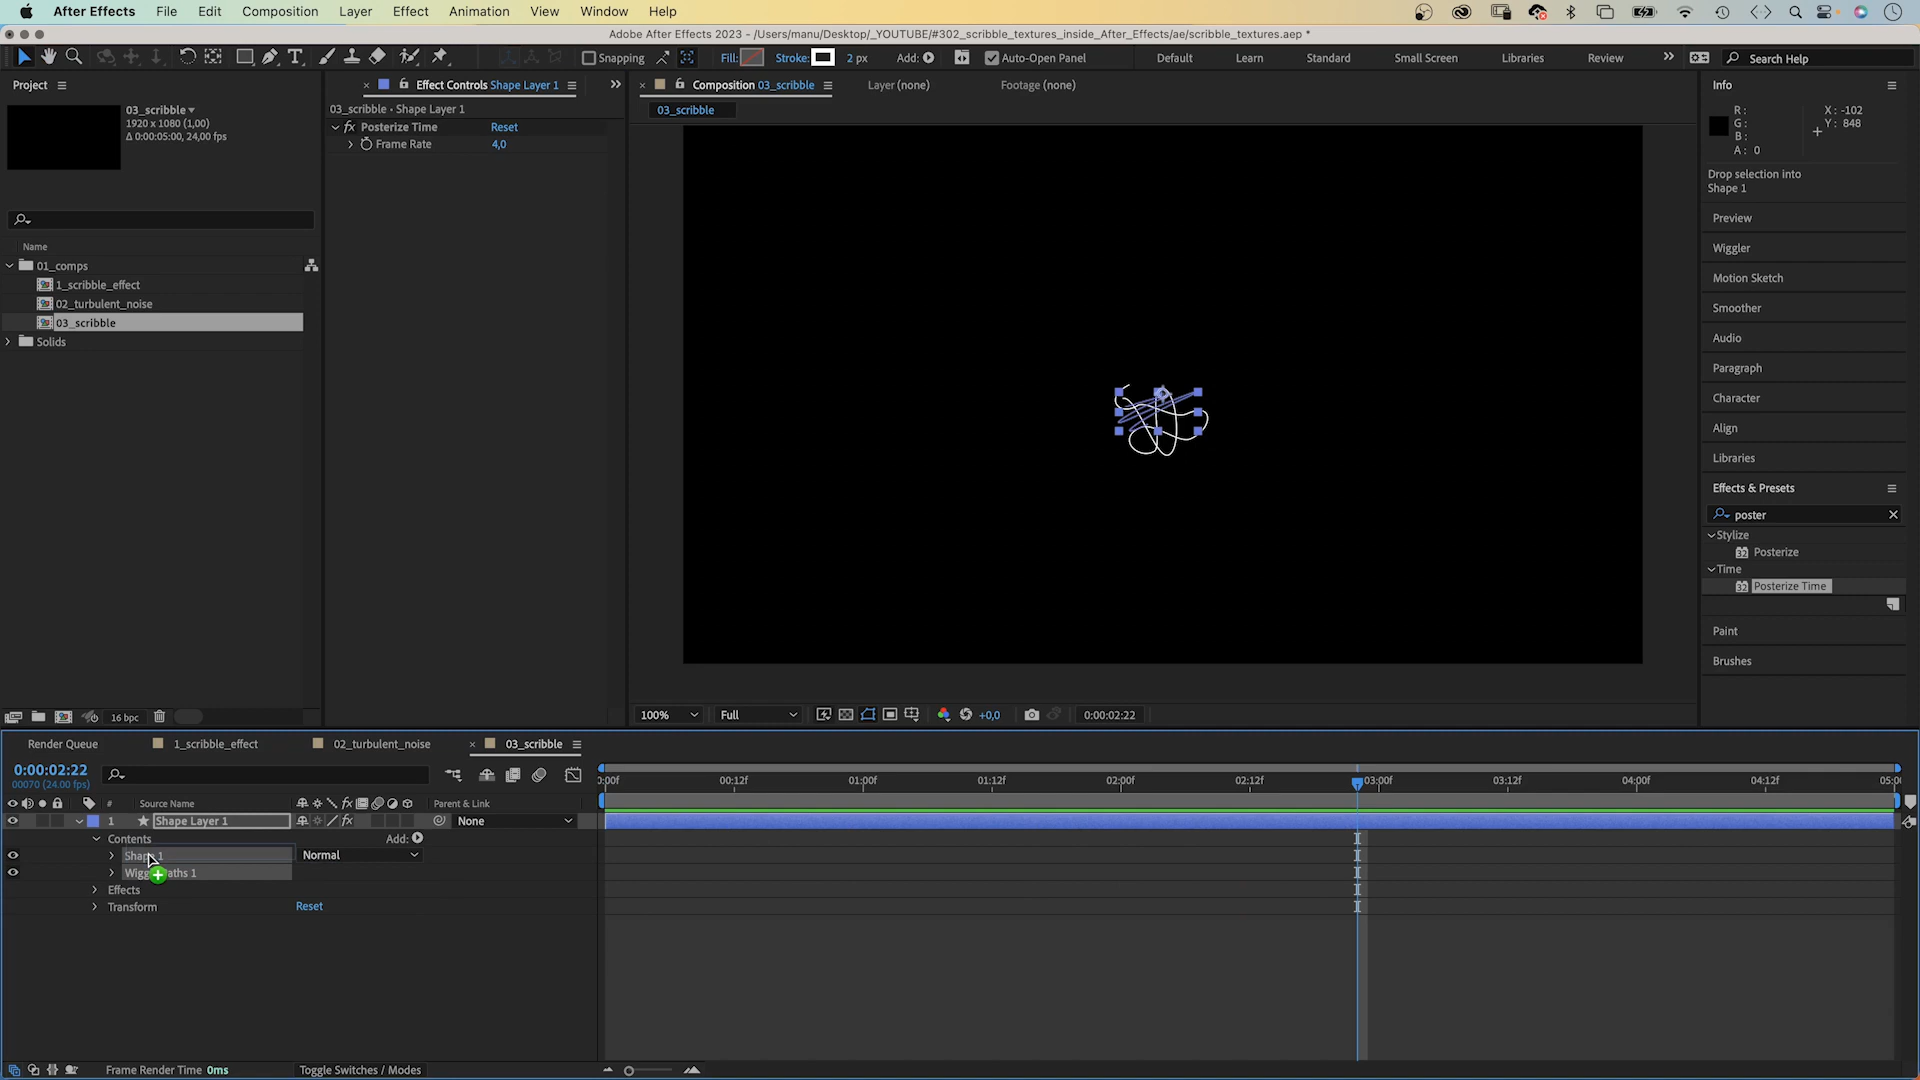 After Effects File Edit Composition Layer Effect Animation View Window Help
Adobe After Effects 2023 - /Users/manu/Desktop/_YOUTUBE/#302_scribble_textures_inside_After_Effects/ae/scribble_textures.aep *
Snapping Fill: Stroke: 2 px Add: Auto-Open Panel Default Learn Standard Small Screen Libraries Review Search Help
Project
03_scribble
1920 x 1080 (1,00)
Δ 0:00:05:00, 24,00 fps
Name
01_comps
1_scribble_effect
02_turbulent_noise
03_scribble
Solids
16 bpc
Effect Controls Shape Layer 1
03_scribble • Shape Layer 1
fx Posterize Time Reset
Frame Rate 4,0
Composition 03_scribble Layer (none) Footage (none)
03_scribble
100% Full +0,0 0:00:02:22
Info
R: X: -102
G: Y: 848
B:
A: 0
Drop selection into
Shape 1
Preview
Wiggler
Motion Sketch
Smoother
Audio
Paragraph
Character
Align
Libraries
Effects & Presets
poster
Stylize
32 Posterize
Time
32 Posterize Time
Paint
Brushes
Render Queue 1_scribble_effect 02_turbulent_noise 03_scribble
0:00:02:22
00070 (24.00 fps)
# Source Name fx Parent & Link
1 Shape Layer 1 fx None
Contents Add:
Normal
Effects
Transform Reset
00:12f 01:00f 01:12f 02:00f 02:12f 03:00f 03:12f 04:00f 04:12f
Frame Render Time 0ms Toggle Switches / Modes